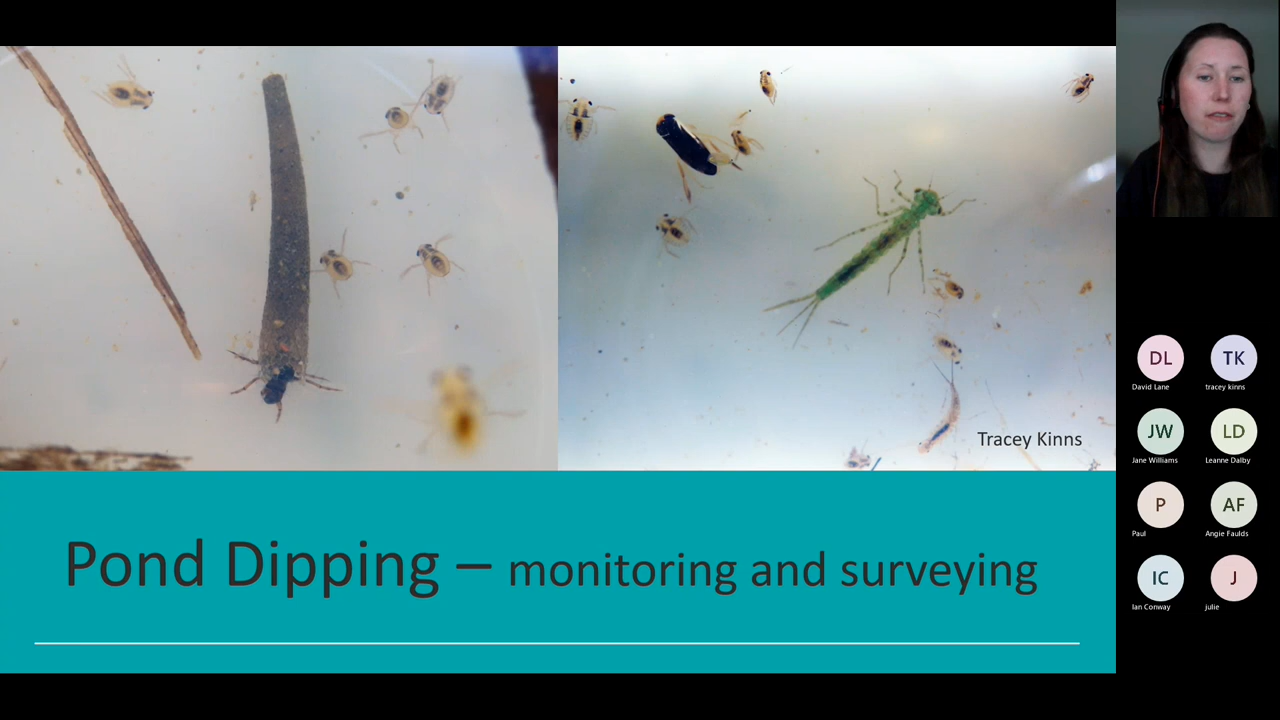 Tracey Kinns
Pond Dipping – monitoring and surveying
DL
TK
David Lane
tracey kinns
JW
LD
Jane Williams
Leanne Dalby
P
AF
Paul
Angie Faulds
IC
J
Ian Conway
julie